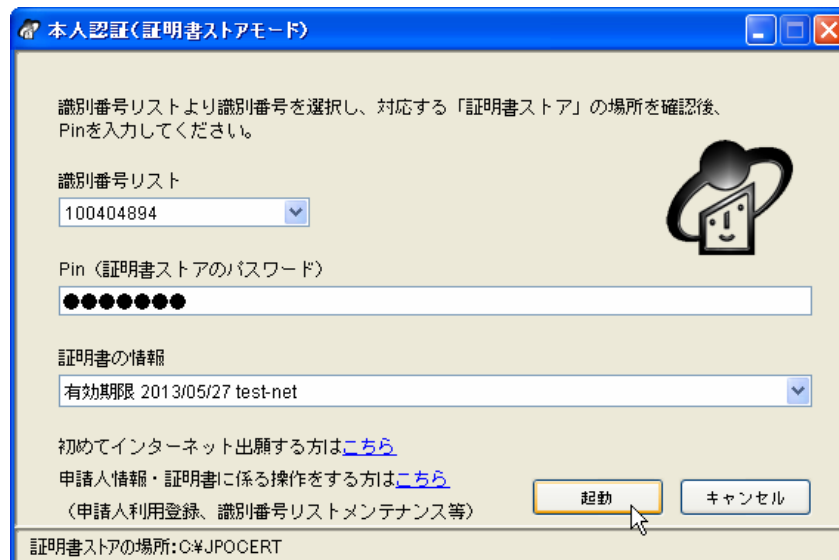 本人認証(証明書ストアモード)
識別番号リストより識別番号を選択し、対応する「証明書ストア」の場所を確認後、
Pinを入力してください。
識別番号リスト
100404894
Pin（証明書ストアのパスワード）
●●●●●●●
証明書の情報
有効期限 2013/05/27 test-net
初めてインターネット出願する方はこちら
申請人情報・証明書に係る操作をする方はこちら
（申請人利用登録、識別番号リストメンテナンス等）
起動
キャンセル
証明書ストアの場所:C:¥JPOCERT